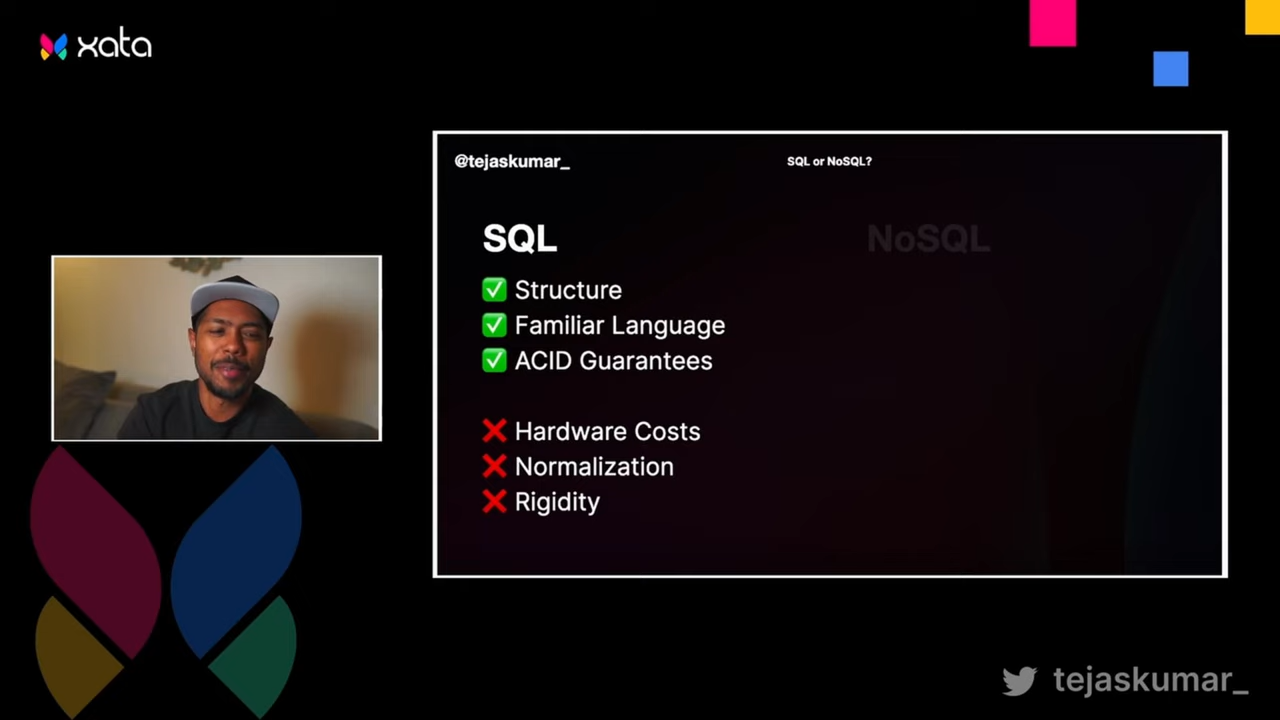 xata
@tejaskumar_
SQL or NoSQL?
SQL
NoSQL
✅ Structure
✅ Familiar Language
✅ ACID Guarantees
❌ Hardware Costs
❌ Normalization
❌ Rigidity
tejaskumar_